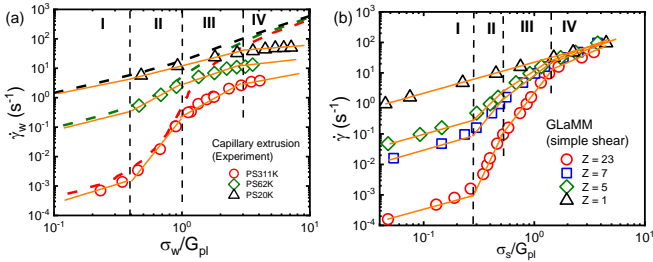 (a)
I II III IV
10³
10²
10¹
10⁰
10⁻¹
10⁻²
10⁻³
10⁻⁴
γ̇w (s⁻¹)
Capillary extrusion
(Experiment)
PS311K
PS62K
PS20K
10⁻¹ 10⁰ 10¹
σw/Gpl
(b)
I II III IV
10³
10²
10¹
10⁰
10⁻¹
10⁻²
10⁻³
10⁻⁴
γ̇ (s⁻¹)
GLaMM
(simple shear)
Z = 23
Z = 7
Z = 5
Z = 1
10⁻¹ 10⁰ 10¹
σs/Gpl